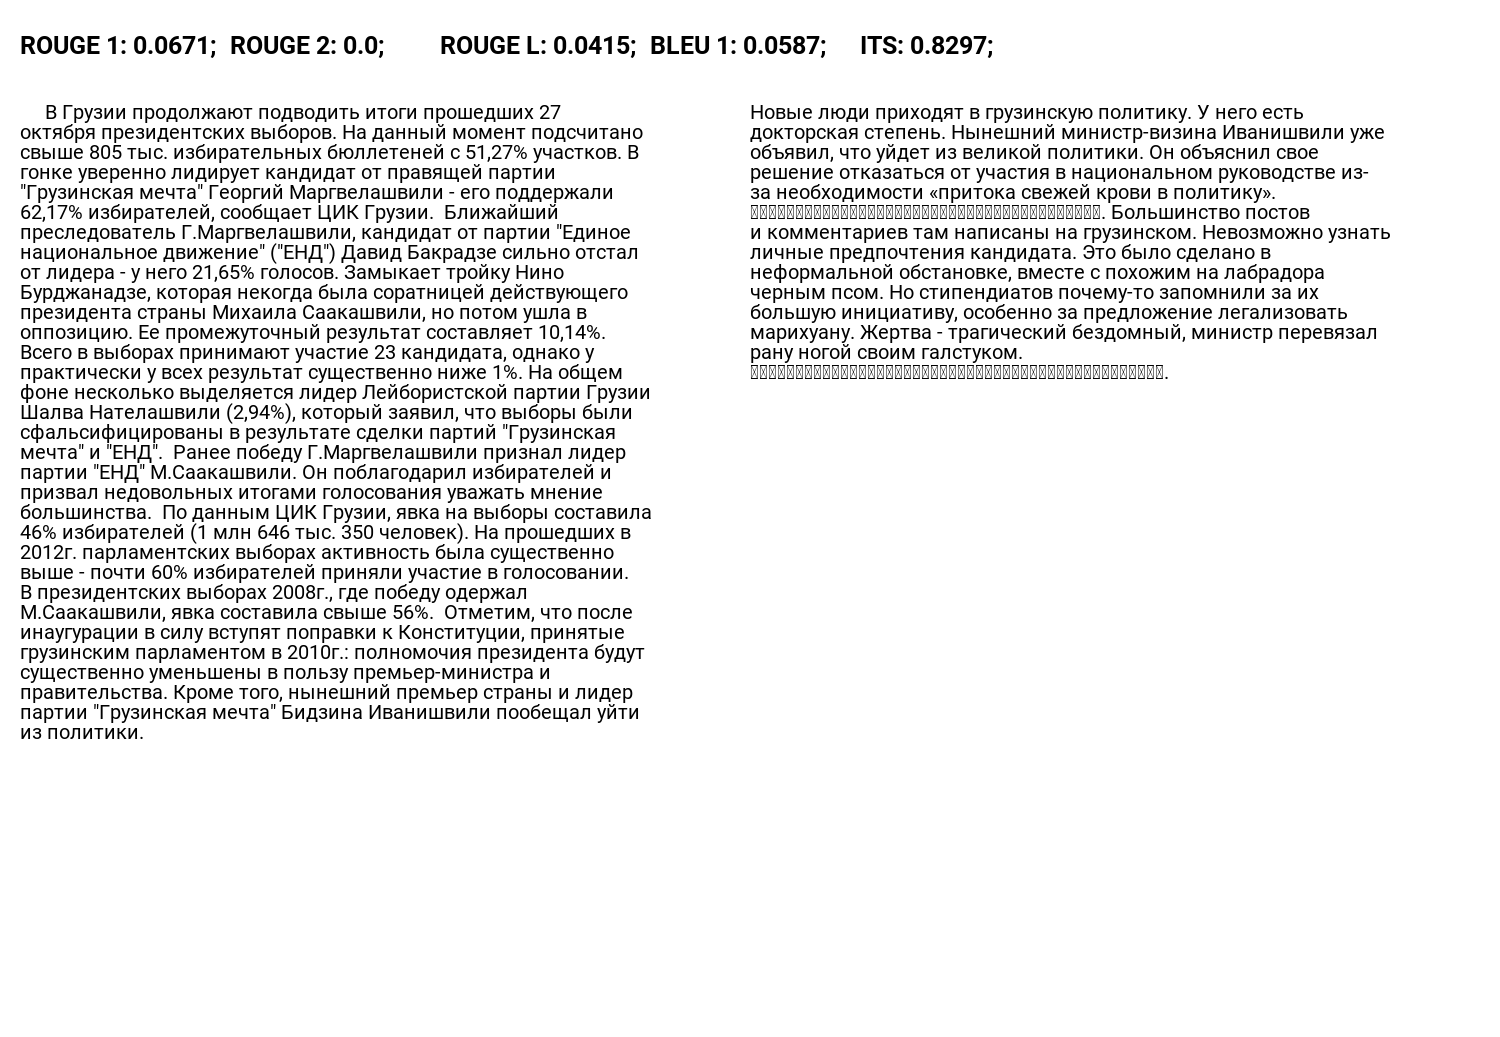 ROUGE 1: 0.0671; ROUGE 2: 0.0; ROUGE L: 0.0415; BLEU 1: 0.0587; ITS: 0.8297;
В Грузии продолжают подводить итоги прошедших 27
октября президентских выборов. На данный момент подсчитано
свыше 805 тыс. избирательных бюллетеней с 51,27% участков. В
гонке уверенно лидирует кандидат от правящей партии
"Грузинская мечта" Георгий Маргвелашвили - его поддержали
62,17% избирателей, сообщает ЦИК Грузии. Ближайший
преследователь Г.Маргвелашвили, кандидат от партии "Единое
национальное движение" ("ЕНД") Давид Бакрадзе сильно отстал
от лидера - у него 21,65% голосов. Замыкает тройку Нино
Бурджанадзе, которая некогда была соратницей действующего
президента страны Михаила Саакашвили, но потом ушла в
оппозицию. Ее промежуточный результат составляет 10,14%.
Всего в выборах принимают участие 23 кандидата, однако у
практически у всех результат существенно ниже 1%. На общем
фоне несколько выделяется лидер Лейбористской партии Грузии
Шалва Нателашвили (2,94%), который заявил, что выборы были
сфальсифицированы в результате сделки партий "Грузинская
мечта" и "ЕНД". Ранее победу Г.Маргвелашвили признал лидер
партии "ЕНД" М.Саакашвили. Он поблагодарил избирателей и
призвал недовольных итогами голосования уважать мнение
большинства. По данным ЦИК Грузии, явка на выборы составила
46% избирателей (1 млн 646 тыс. 350 человек). На прошедших в
2012г. парламентских выборах активность была существенно
выше - почти 60% избирателей приняли участие в голосовании.
В президентских выборах 2008г., где победу одержал
М.Саакашвили, явка составила свыше 56%. Отметим, что после
инаугурации в силу вступят поправки к Конституции, принятые
грузинским парламентом в 2010г.: полномочия президента будут
существенно уменьшены в пользу премьер-министра и
правительства. Кроме того, нынешний премьер страны и лидер
партии "Грузинская мечта" Бидзина Иванишвили пообещал уйти
из политики.
Новые люди приходят в грузинскую политику. У него есть
докторская степень. Нынешний министр-визина Иванишвили уже
объявил, что уйдет из великой политики. Он объяснил свое
решение отказаться от участия в национальном руководстве из-
за необходимости «притока свежей крови в политику».
. Большинство постов
и комментариев там написаны на грузинском. Невозможно узнать
личные предпочтения кандидата. Это было сделано в
неформальной обстановке, вместе с похожим на лабрадора
черным псом. Но стипендиатов почему-то запомнили за их
большую инициативу, особенно за предложение легализовать
марихуану. Жертва - трагический бездомный, министр перевязал
рану ногой своим галстуком.